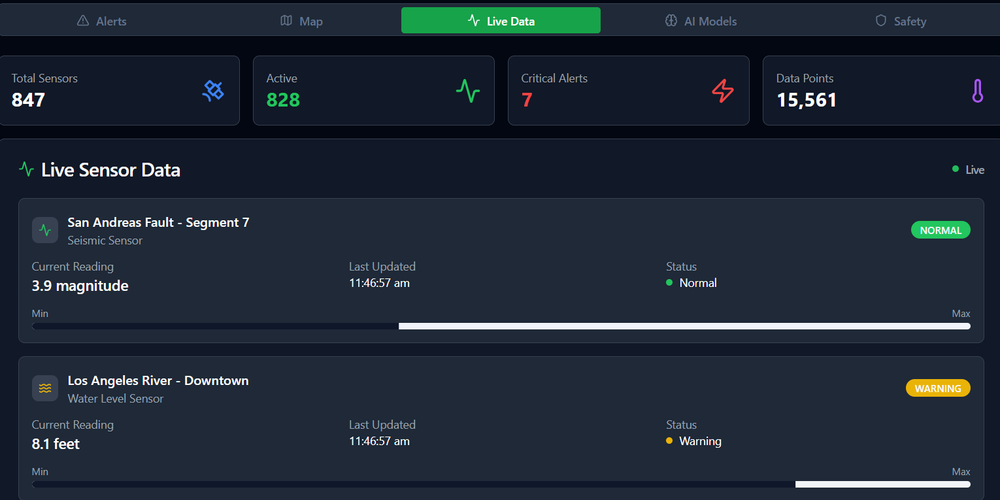 Alerts
Map
Live Data
AI Models
Safety
Total Sensors
847
Active
828
Critical Alerts
7
Data Points
15,561
Live Sensor Data
Live
San Andreas Fault - Segment 7
Seismic Sensor
NORMAL
Current Reading
3.9 magnitude
Last Updated
11:46:57 am
Status
Normal
Min
Max
Los Angeles River - Downtown
Water Level Sensor
WARNING
Current Reading
8.1 feet
Last Updated
11:46:57 am
Status
Warning
Min
Max